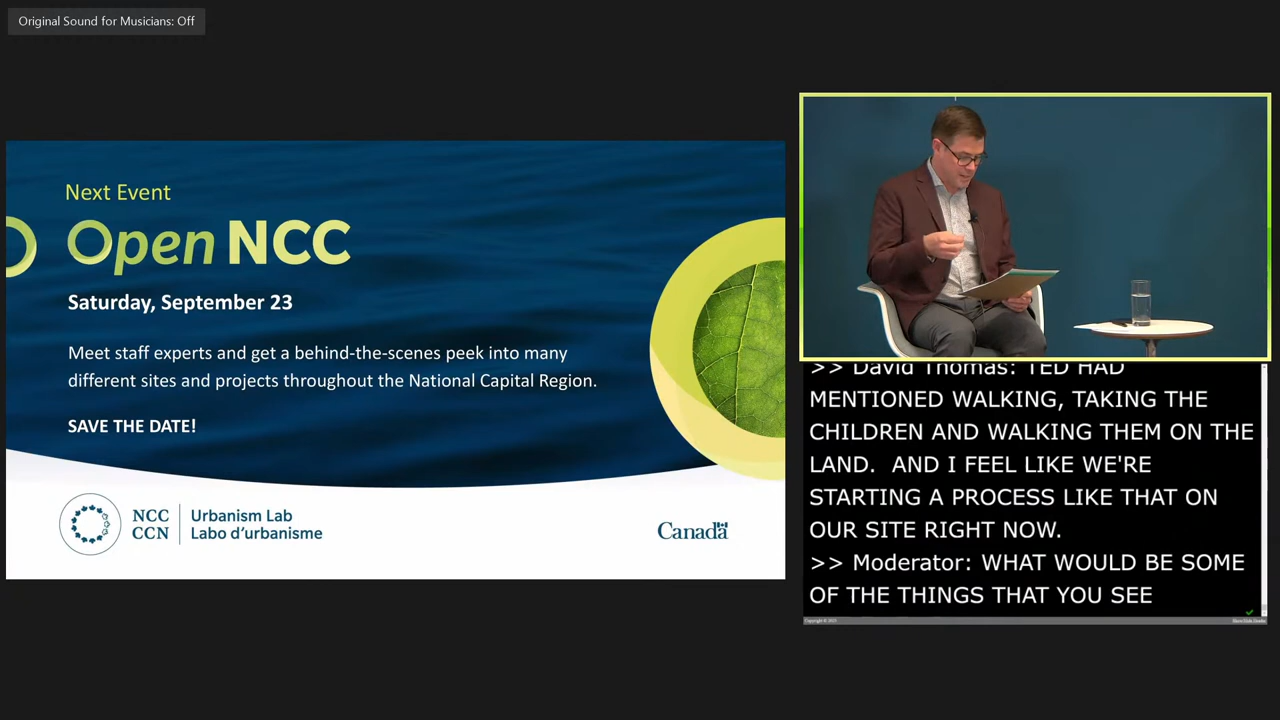 Original Sound for Musicians: Off
Next Event
Open NCC
Saturday, September 23
Meet staff experts and get a behind-the-scenes peek into many
different sites and projects throughout the National Capital Region.
SAVE THE DATE!
NCC
CCN
Urbanism Lab
Labo d'urbanisme
Canada
>> David Thomas: TED HAD
MENTIONED WALKING, TAKING THE
CHILDREN AND WALKING THEM ON THE
LAND.  AND I FEEL LIKE WE'RE
STARTING A PROCESS LIKE THAT ON
OUR SITE RIGHT NOW.
>> Moderator: WHAT WOULD BE SOME
OF THE THINGS THAT YOU SEE